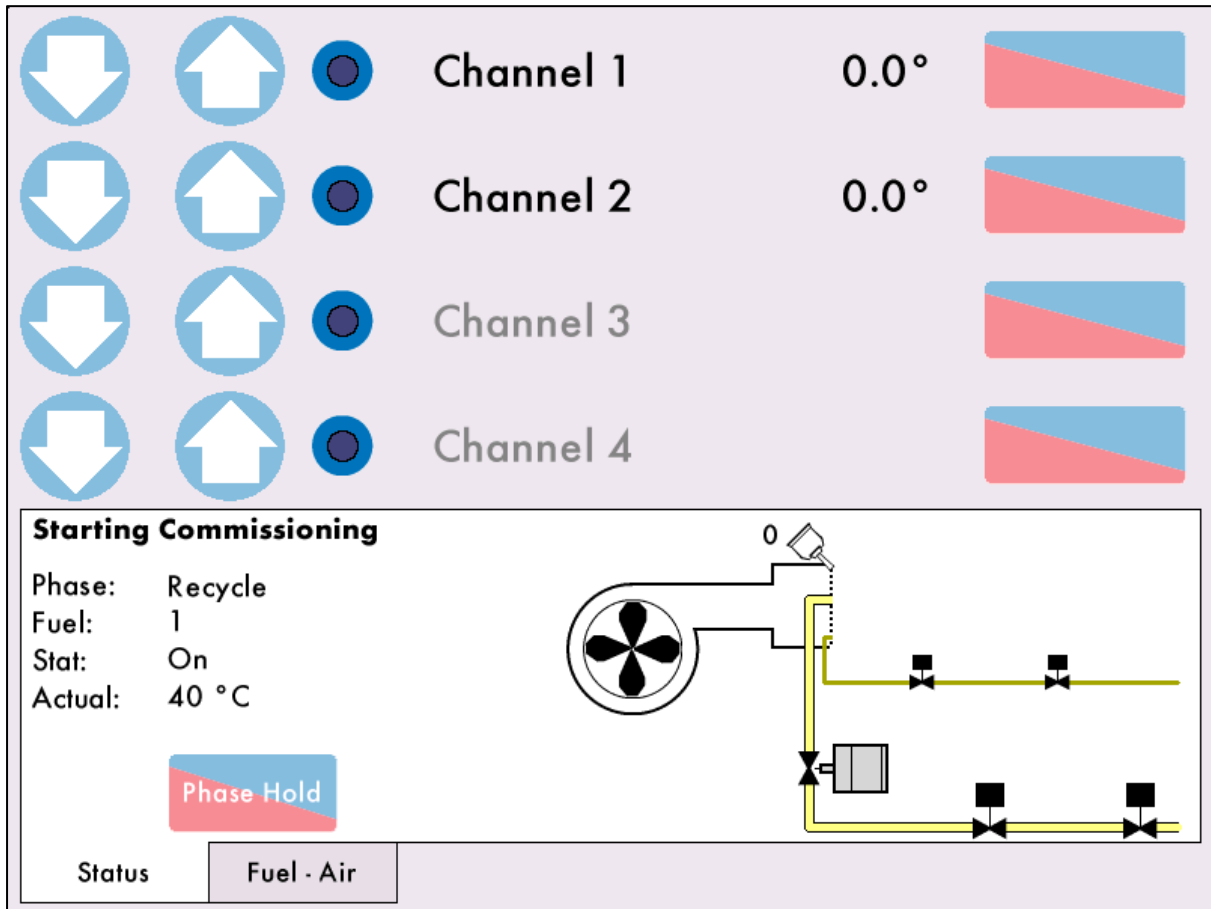 Channel 1 0.0°
Channel 2 0.0°
Channel 3
Channel 4
Starting Commissioning
0
Phase: Recycle
Fuel: 1
Stat: On
Actual: 40 °C
Phase Hold
Status Fuel - Air